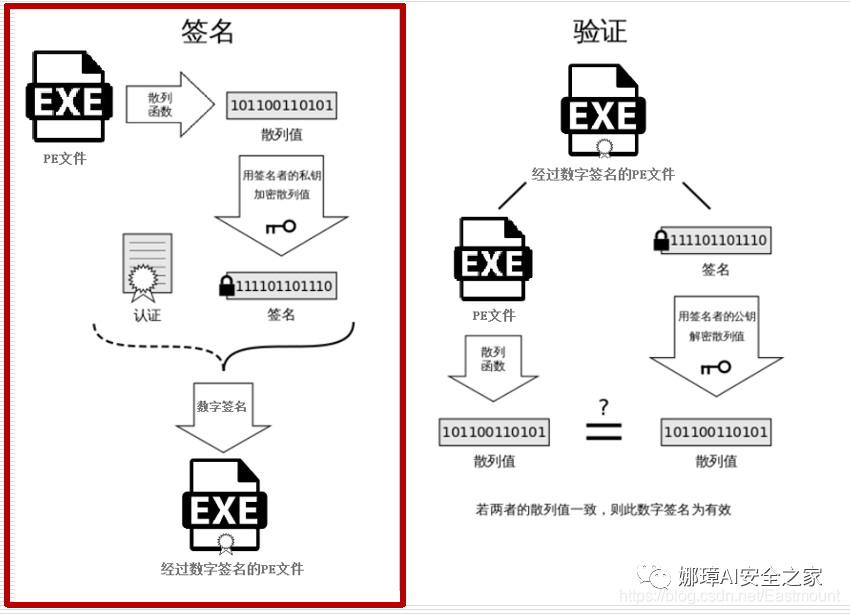 签名
EXE
PE文件
散列
函数
101100110101
散列值
用签名者的私钥
加密散列值
认证
111101101110
签名
数字签名
EXE
经过数字签名的PE文件
验证
EXE
经过数字签名的PE文件
EXE
PE文件
111101101110
签名
散列
函数
用签名者的公钥
解密散列值
101100110101
散列值
?
101100110101
散列值
若两者的散列值一致，则此数字签名为有效
娜璋AI安全之家
https://blog.csdn.net/Eastmount